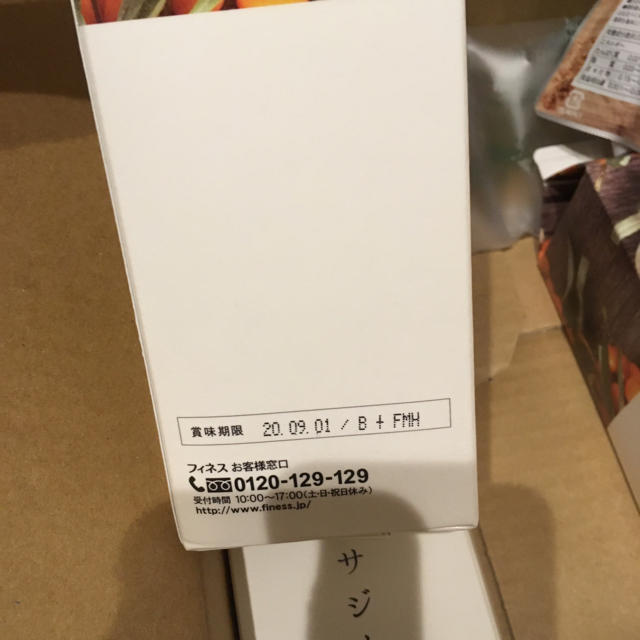 賞味期限 20.09.01 / B + FMH
フィネス お客様窓口
0120-129-129
受付時間 10:00～17:00(土・日・祝日休み)
http://www.finess.jp/
サジ